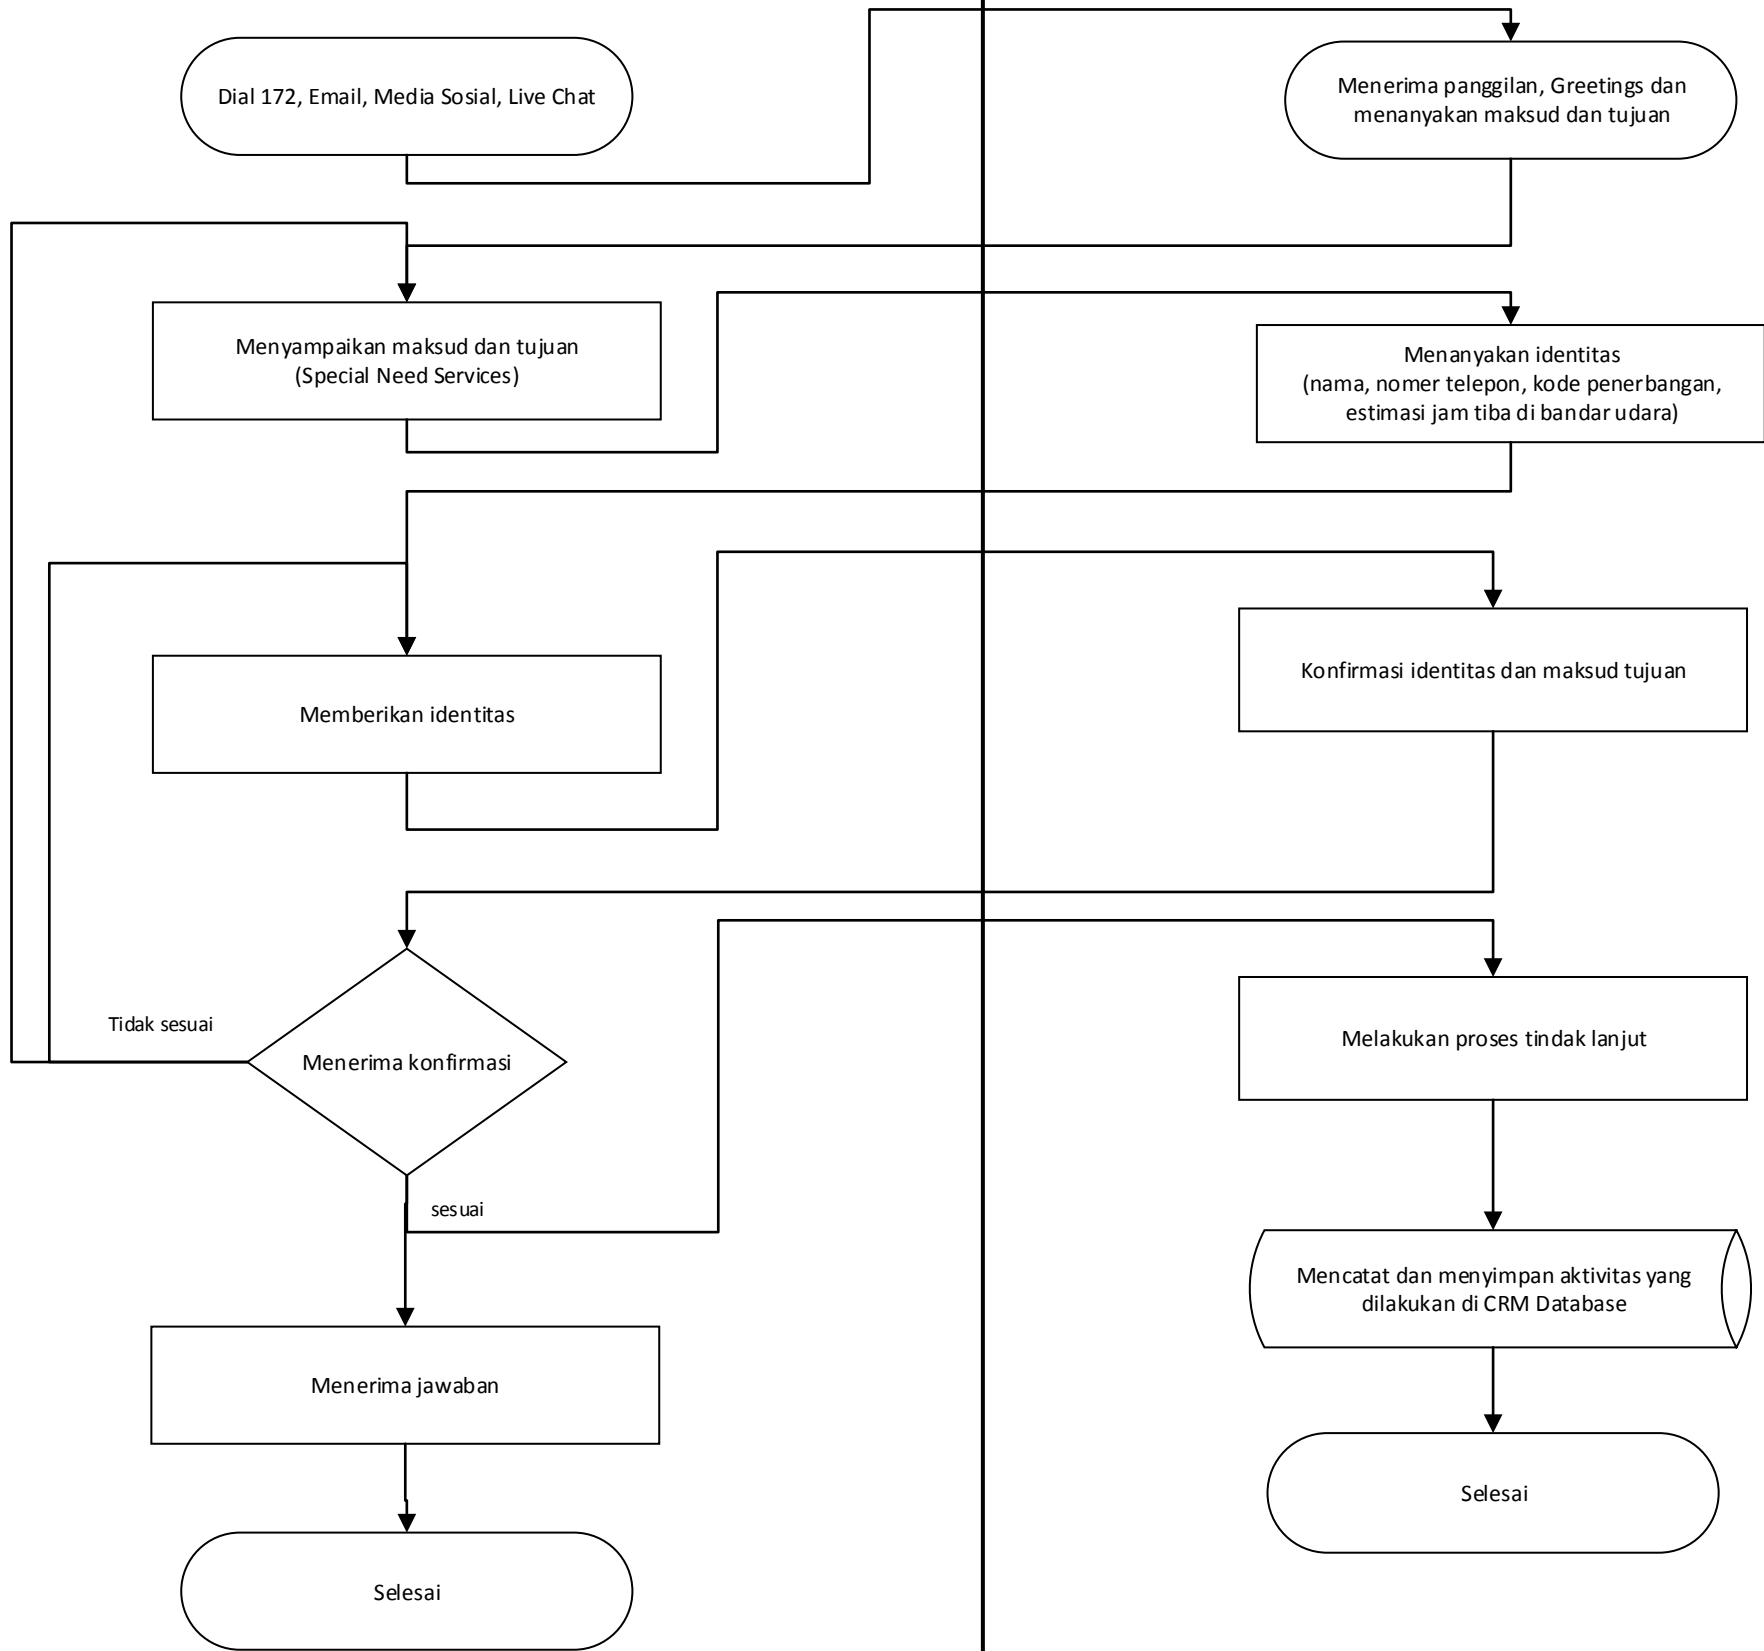 Dial 172, Email, Media Sosial, Live Chat
Menerima panggilan, Greetings dan
menanyakan maksud dan tujuan
Menyampaikan maksud dan tujuan
(Special Need Services)
Menanyakan identitas
(nama, nomer telepon, kode penerbangan,
estimasi jam tiba di bandar udara)
Memberikan identitas
Konfirmasi identitas dan maksud tujuan
Tidak sesuai
Menerima konfirmasi
Melakukan proses tindak lanjut
sesuai
Mencatat dan menyimpan aktivitas yang
dilakukan di CRM Database
Menerima jawaban
Selesai
Selesai